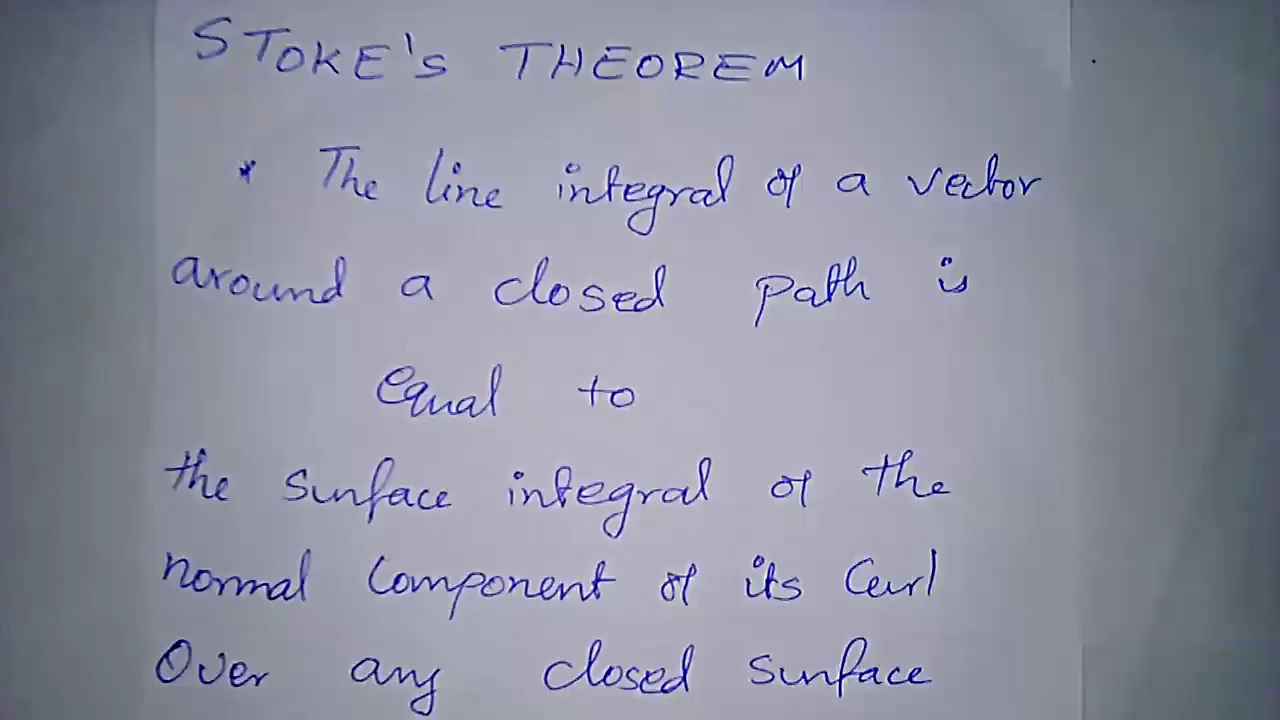 STOKE's THEOREM
* The line integral of a vector
around a closed path is
equal to
the surface integral of the
normal component of its Curl
Over any closed surface